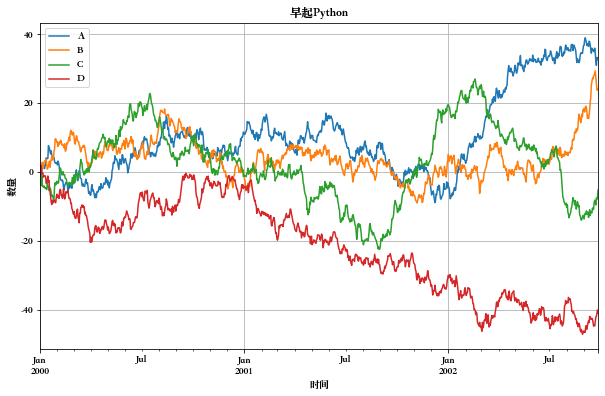 早起Python
A
B
C
D
数量
40
20
0
-20
-40
Jan
2000
Jul
Jan
2001
Jul
Jan
2002
Jul
时间